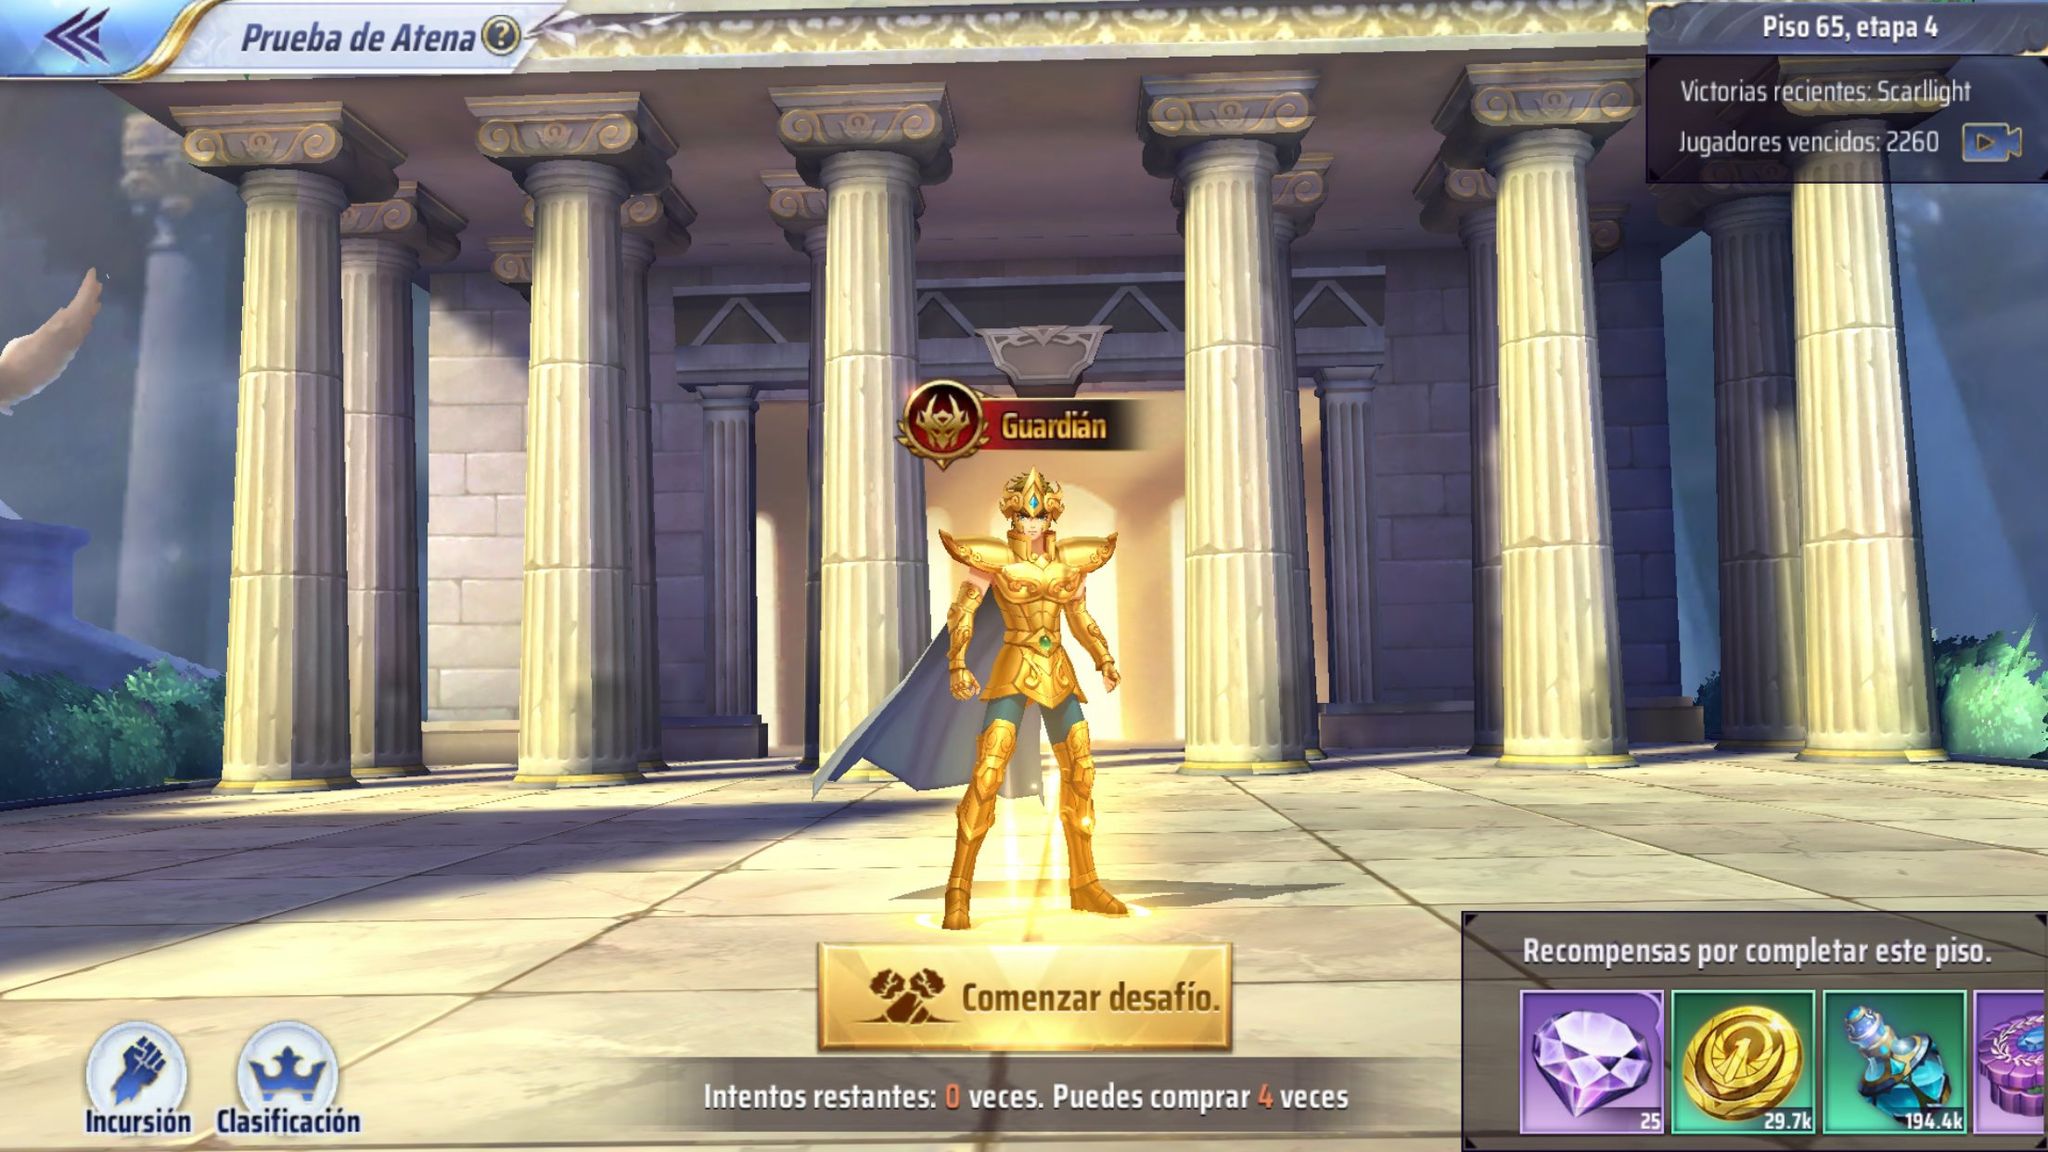 Prueba de Atena ?
Piso 65, etapa 4
Victorias recientes: Scarllight
Jugadores vencidos: 2260
Guardián
Comenzar desafío.
Intentos restantes: 0 veces. Puedes comprar 4 veces
Incursión
Clasificación
Recompensas por completar este piso.
25
29.7k
194.4k